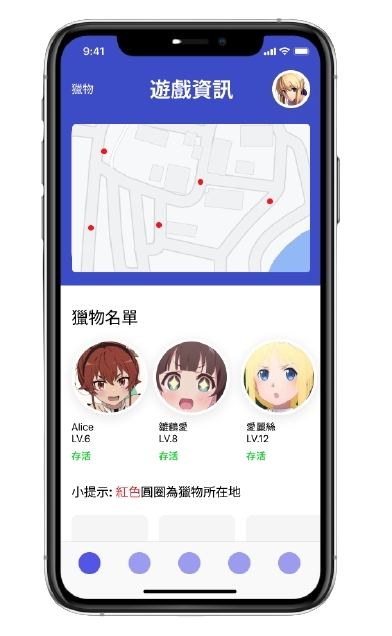 9:41
獵物
遊戲資訊
獵物名單
Alice
LV.6
存活
雛鶴愛
LV.8
存活
愛麗絲
LV.12
存活
小提示: 紅色圓圈為獵物所在地